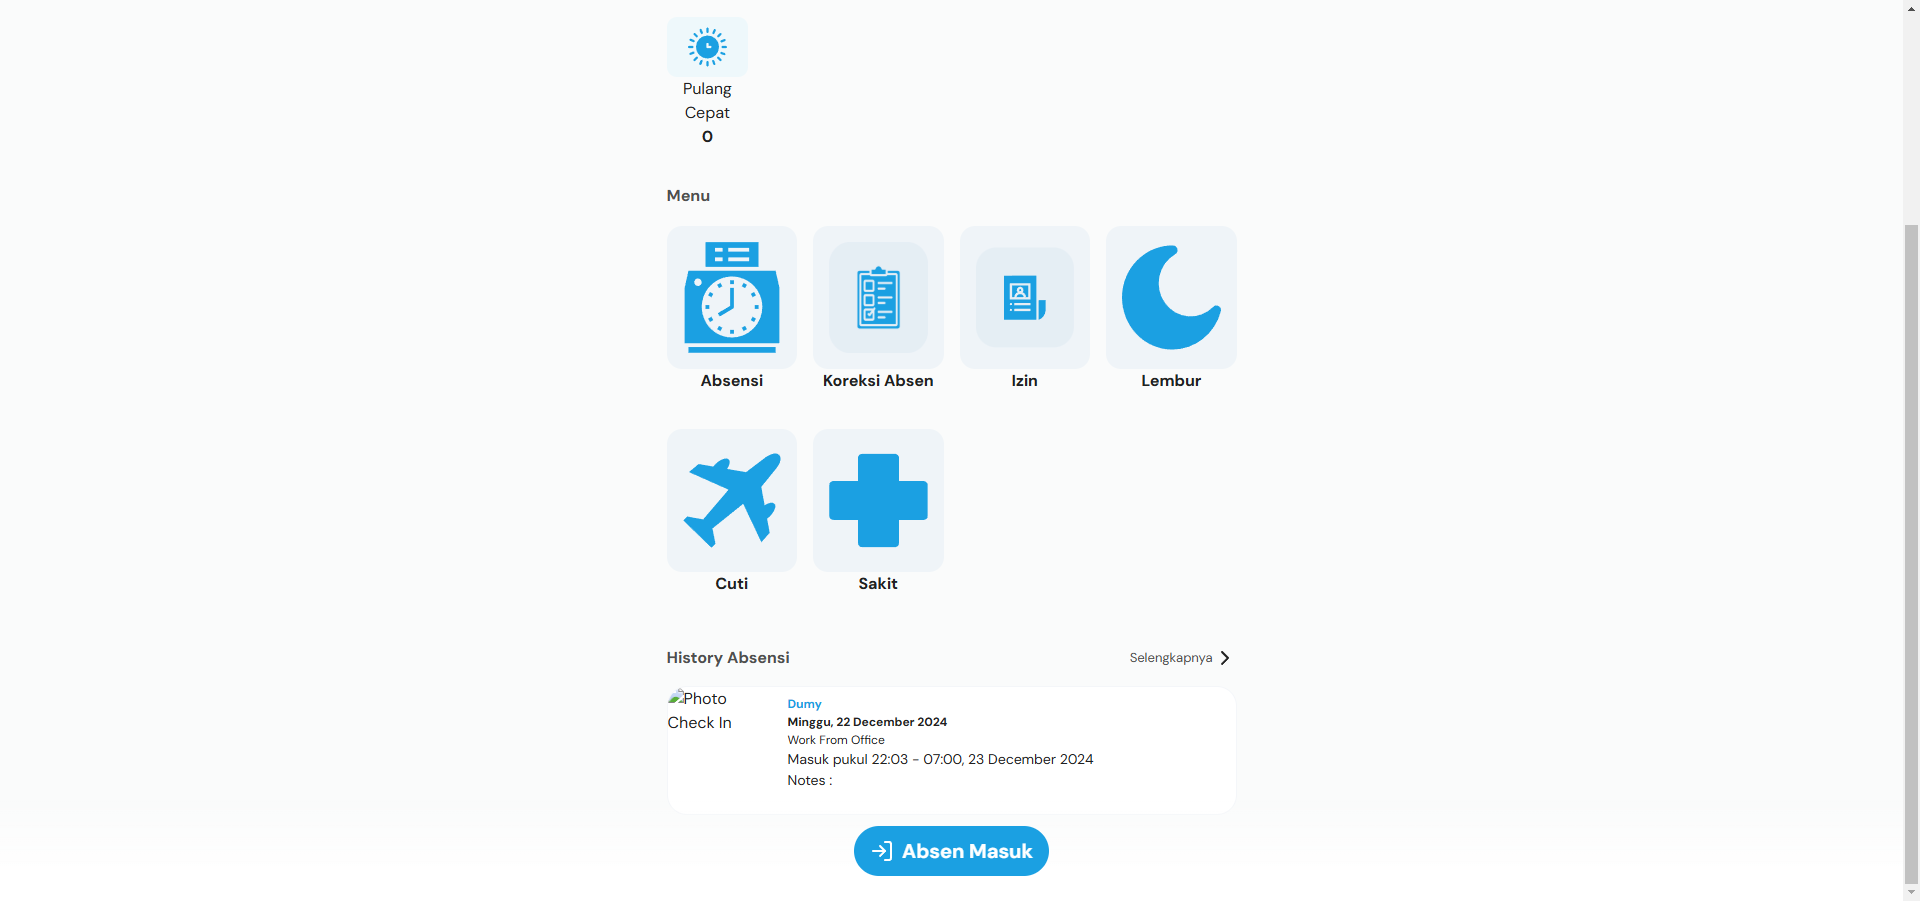 Pulang
Cepat
0
Menu
Absensi
Koreksi Absen
Izin
Lembur
Cuti
Sakit
History Absensi
Selengkapnya
Photo
Check In
Dumy
Minggu, 22 December 2024
Work From Office
Masuk pukul 22:03 - 07:00, 23 December 2024
Notes :
Absen Masuk